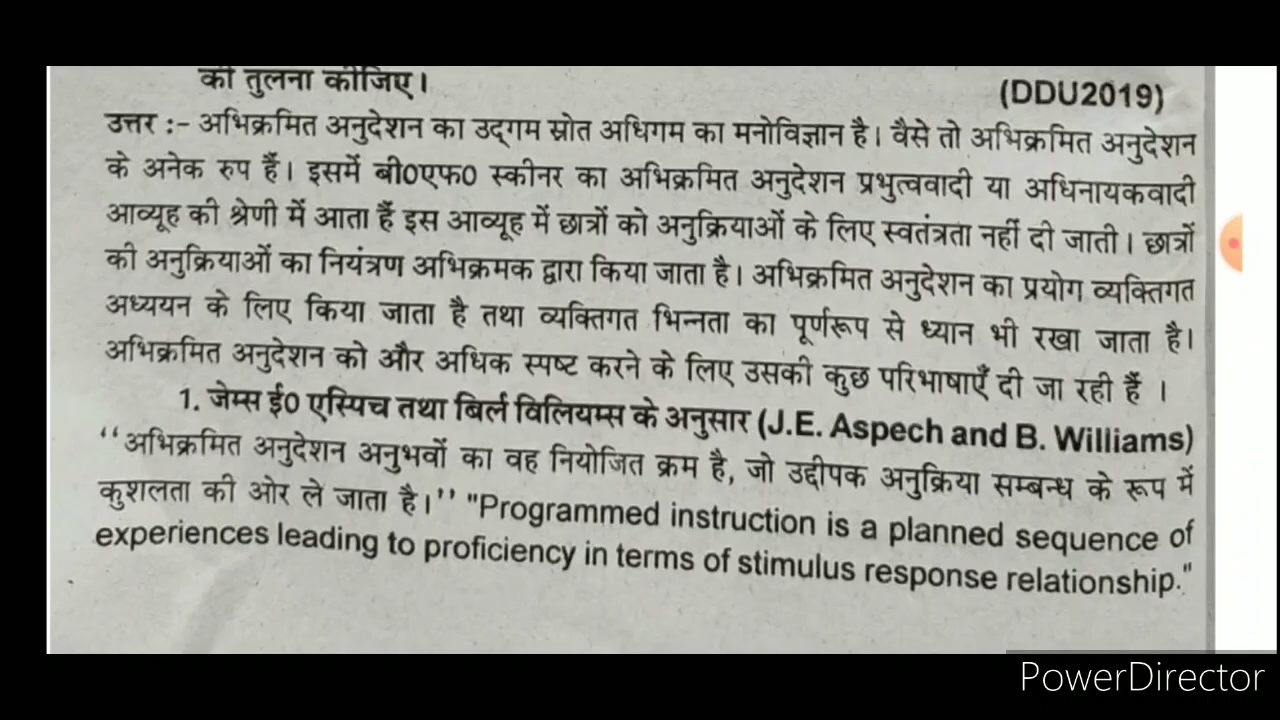 की तुलना कीजिए।
(DDU2019)
उत्तर :- अभिक्रमित अनुदेशन का उद्गम स्रोत अधिगम का मनोविज्ञान है। वैसे तो अभिक्रमित अनुदेशन
के अनेक रुप हैं। इसमें बी0एफ0 स्कीनर का अभिक्रमित अनुदेशन प्रभुत्ववादी या अधिनायकवादी
आव्यूह की श्रेणी में आता हैं इस आव्यूह में छात्रों को अनुक्रियाओं के लिए स्वतंत्रता नहीं दी जाती। छात्रों
की अनुक्रियाओं का नियंत्रण अभिक्रमक द्वारा किया जाता है। अभिक्रमित अनुदेशन का प्रयोग व्यक्तिगत
अध्ययन के लिए किया जाता है तथा व्यक्तिगत भिन्नता का पूर्णरूप से ध्यान भी रखा जाता है।
अभिक्रमित अनुदेशन को और अधिक स्पष्ट करने के लिए उसकी कुछ परिभाषाएँ दी जा रही हैं ।
1. जेम्स ई0 एस्पिच तथा बिर्ल विलियम्स के अनुसार (J.E. Aspech and B. Williams)
‘‘अभिक्रमित अनुदेशन अनुभवों का वह नियोजित क्रम है, जो उद्दीपक अनुक्रिया सम्बन्ध के रूप में
कुशलता की ओर ले जाता है।’’ "Programmed instruction is a planned sequence of
experiences leading to proficiency in terms of stimulus response relationship."
PowerDirector